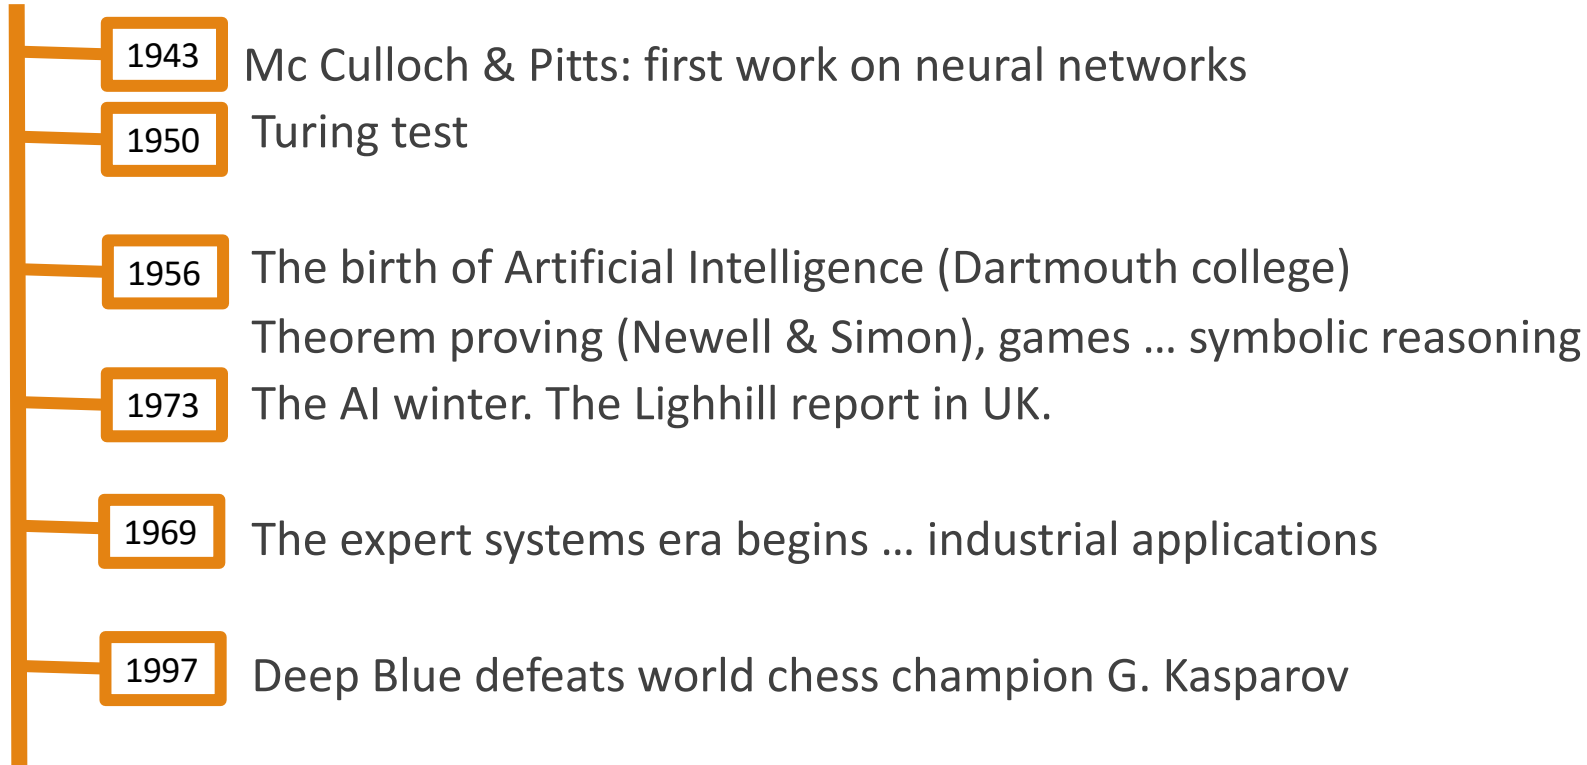 1943 Mc Culloch & Pitts: first work on neural networks
1950 Turing test
1956 The birth of Artificial Intelligence (Dartmouth college)
Theorem proving (Newell & Simon), games … symbolic reasoning
1973 The AI winter. The Lighhill report in UK.
1969 The expert systems era begins … industrial applications
1997 Deep Blue defeats world chess champion G. Kasparov